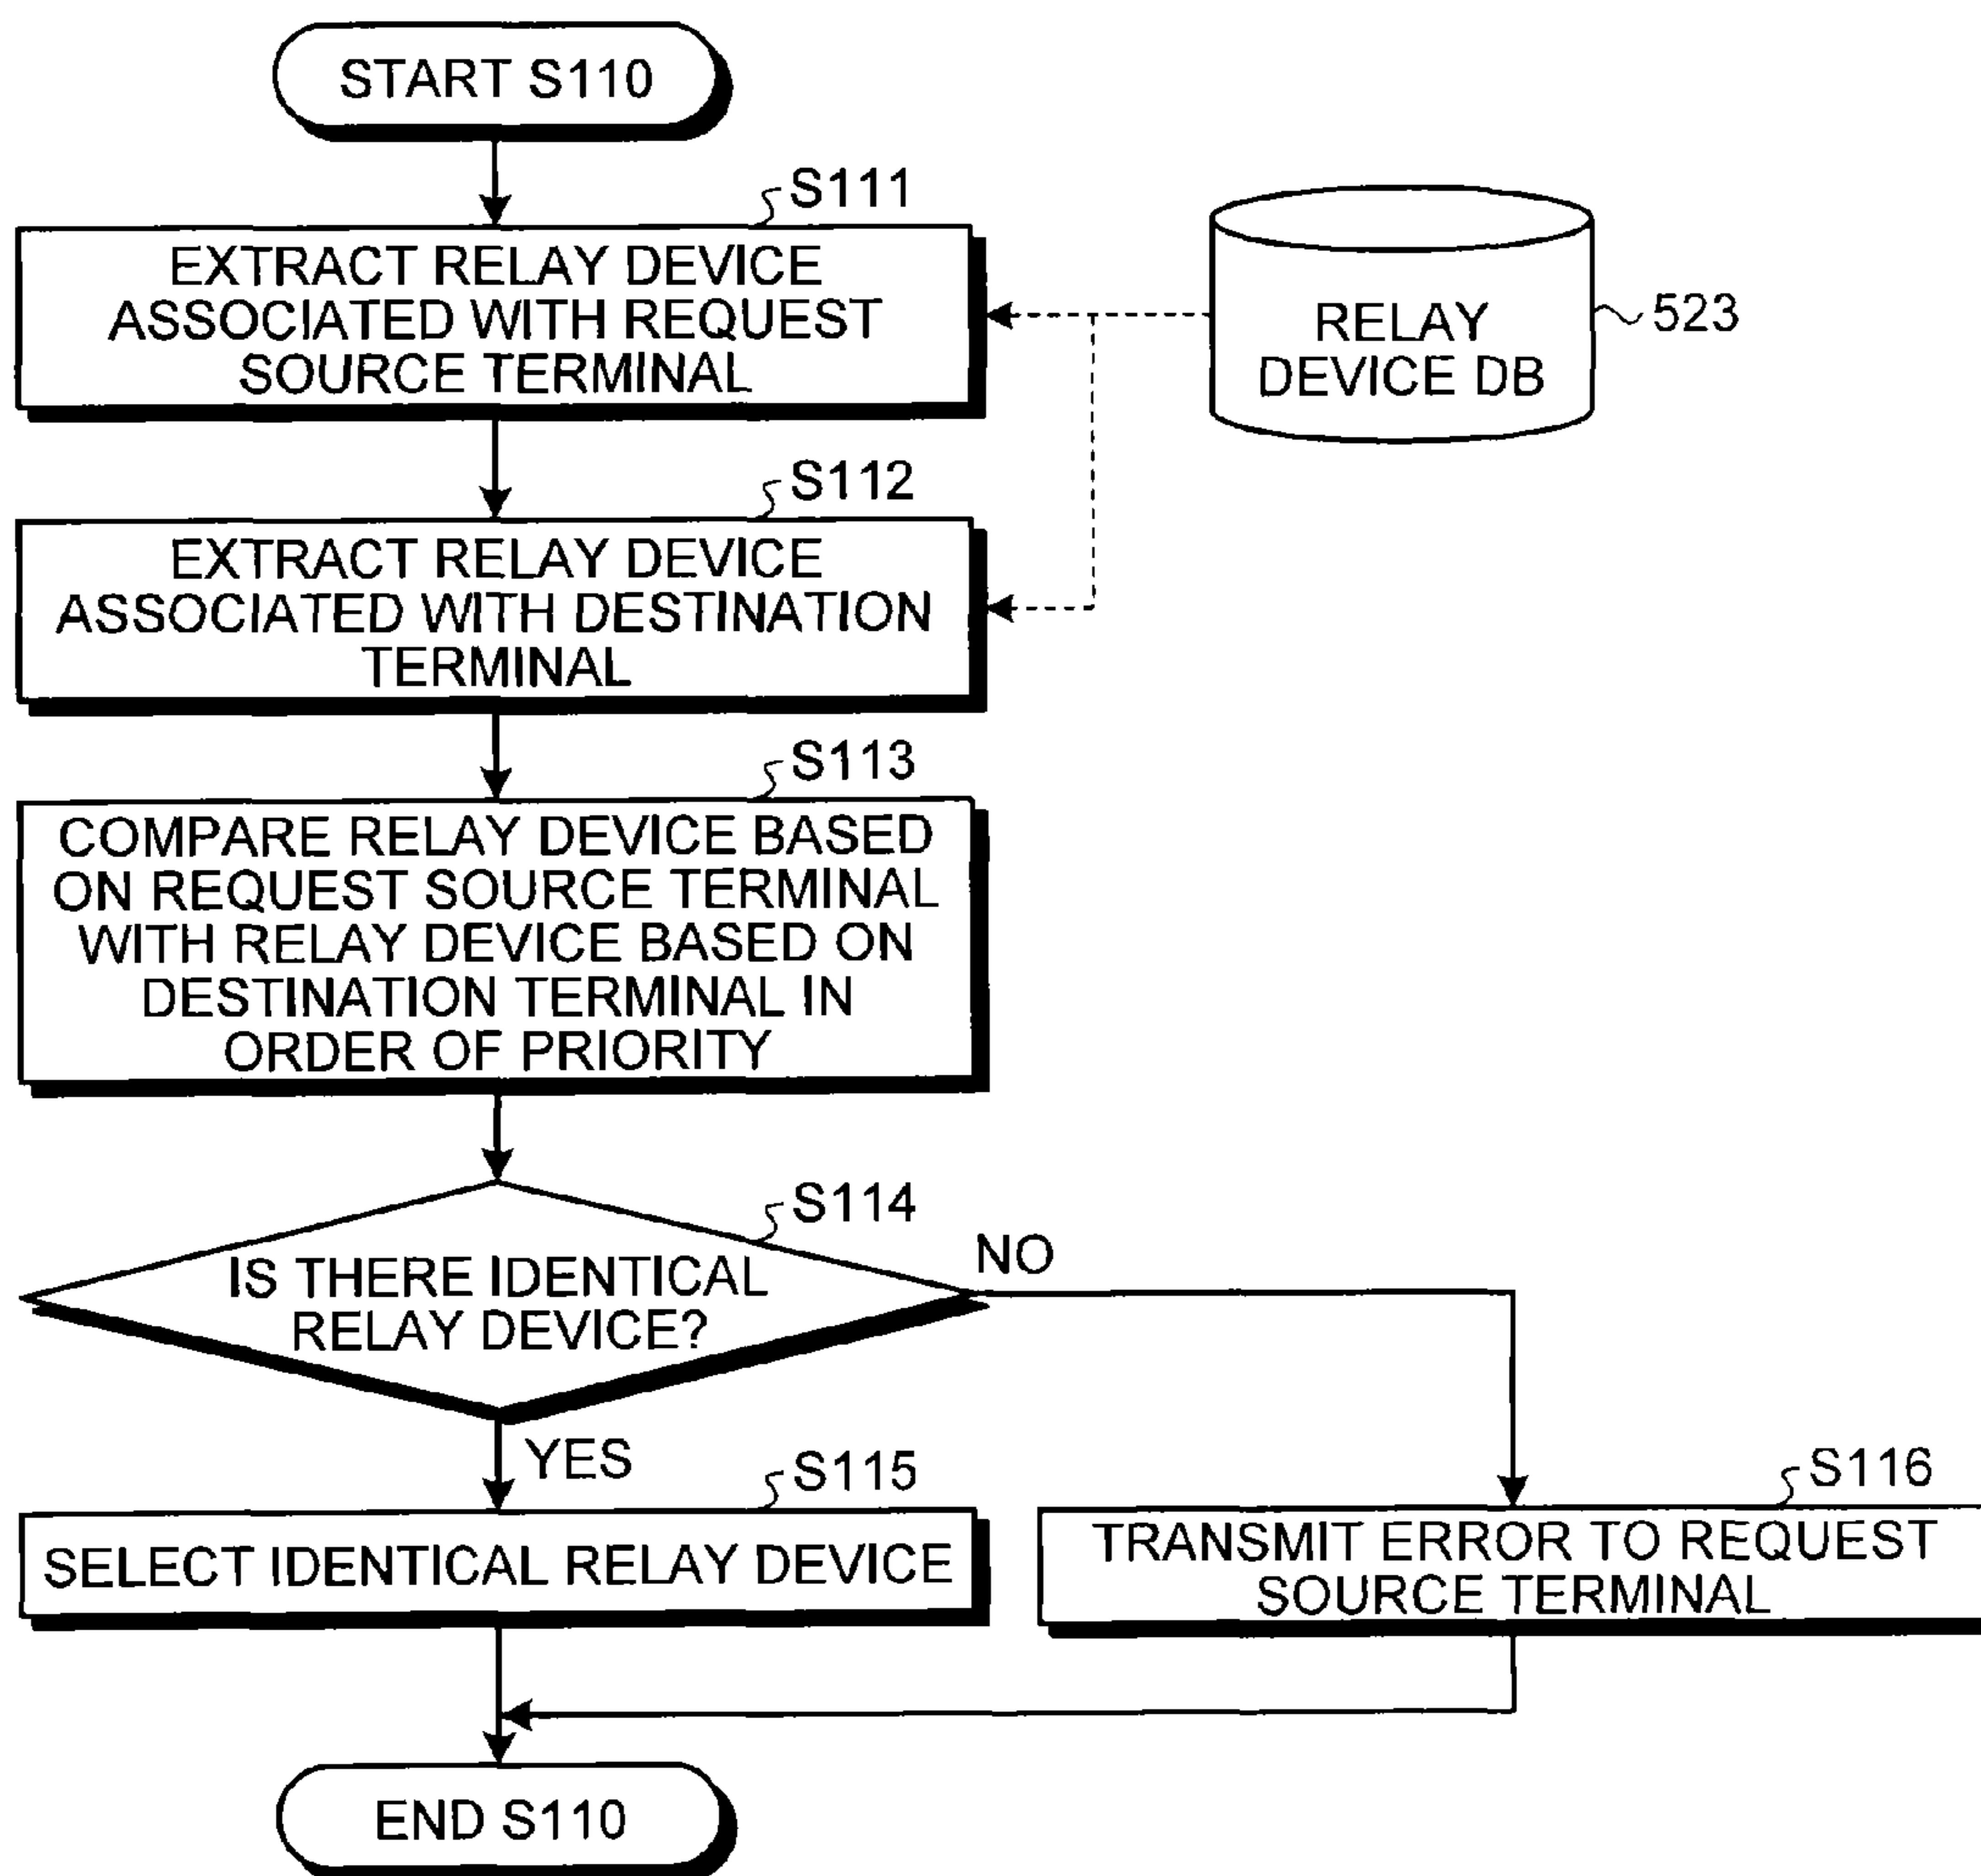 START S110
S111
EXTRACT RELAY DEVICE
ASSOCIATED WITH REQUEST
SOURCE TERMINAL
RELAY
DEVICE DB
523
S112
EXTRACT RELAY DEVICE
ASSOCIATED WITH DESTINATION
TERMINAL
S113
COMPARE RELAY DEVICE BASED
ON REQUEST SOURCE TERMINAL
WITH RELAY DEVICE BASED ON
DESTINATION TERMINAL IN
ORDER OF PRIORITY
S114
IS THERE IDENTICAL
RELAY DEVICE?
NO
YES
S115
SELECT IDENTICAL RELAY DEVICE
S116
TRANSMIT ERROR TO REQUEST
SOURCE TERMINAL
END S110